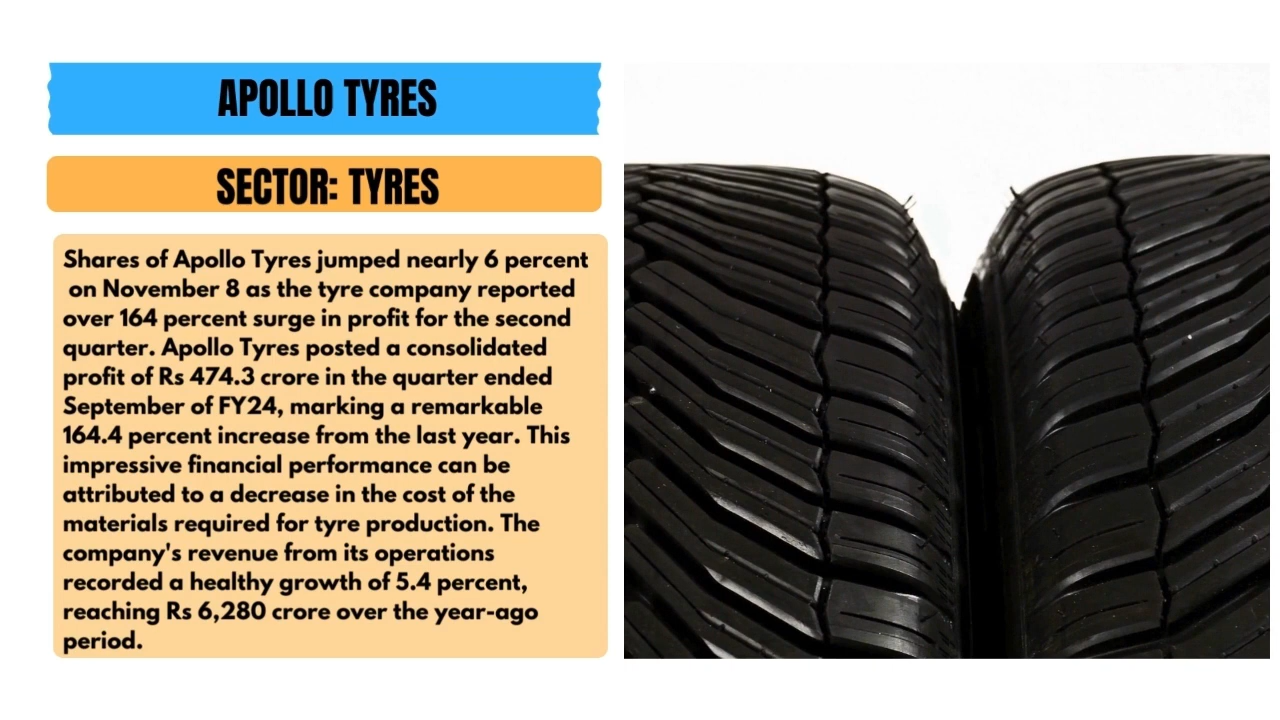 APOLLO TYRES
SECTOR: TYRES
Shares of Apollo Tyres jumped nearly 6 percent
on November 8 as the tyre company reported
over 164 percent surge in profit for the second
quarter. Apollo Tyres posted a consolidated
profit of Rs 474.3 crore in the quarter ended
September of FY24, marking a remarkable
164.4 percent increase from the last year. This
impressive financial performance can be
attributed to a decrease in the cost of the
materials required for tyre production. The
company's revenue from its operations
recorded a healthy growth of 5.4 percent,
reaching Rs 6,280 crore over the year-ago
period.